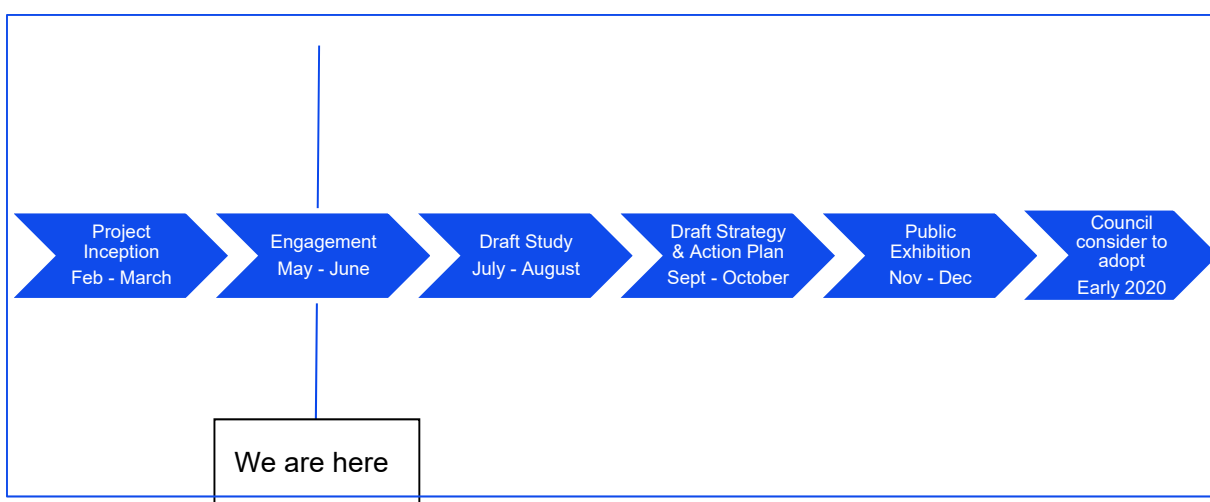 Project
Inception
Feb - March
Engagement
May - June
Draft Study
July - August
Draft Strategy
& Action Plan
Sept - October
Public
Exhibition
Nov - Dec
Council
consider to
adopt
Early 2020
We are here